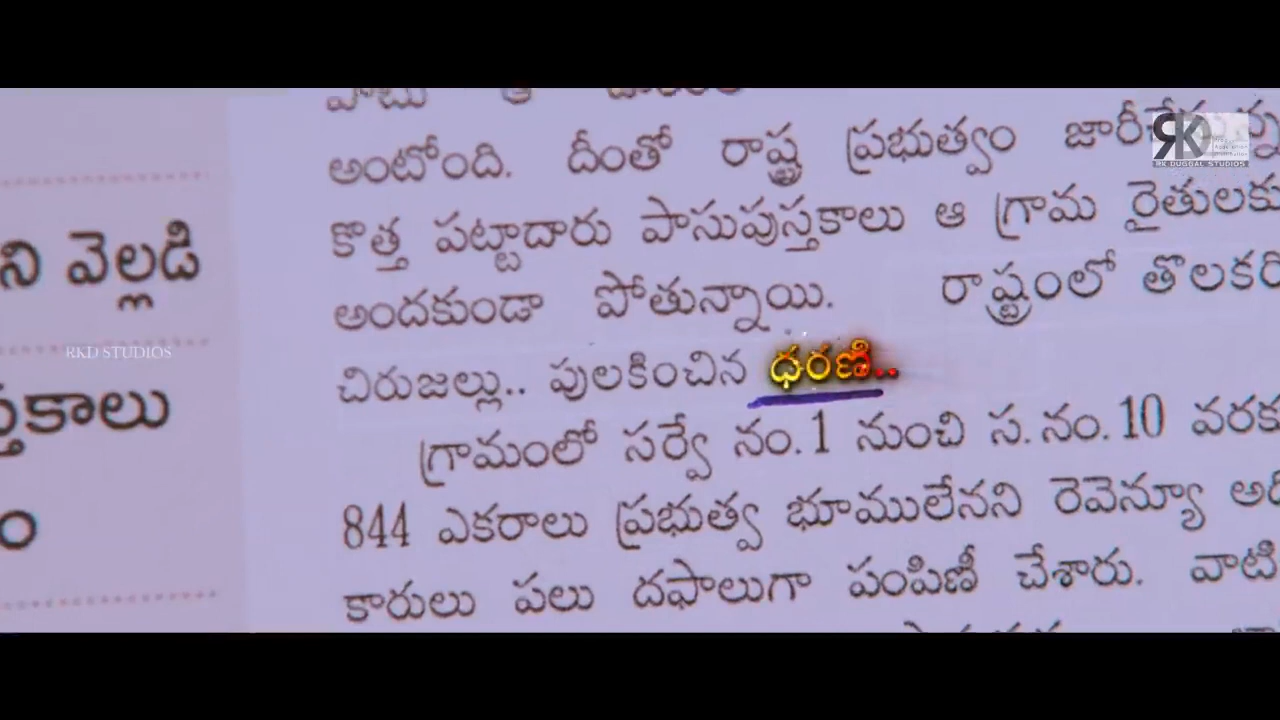 అంటోంది దీంతో రాష్ట్ర ప్రభుత్వం
కొత్త పట్టాదారు పాసుపుస్తకాలు ఆ గ్రామ రైతులకు
అందకుండా పోతున్నాయి. రాష్ట్రంలో తొలకరి
చిరుజల్లు.. పులకించిన ధరణి..
గ్రామంలో సర్వే నం.1 నుంచి స.నం.10 వరకు
844 ఎకరాలు ప్రభుత్వ భూములేనని రెవెన్యూ అధి
కారులు పలు దఫాలుగా పంపిణీ చేశారు. వాటి
ని వెల్లడి
స్తకాలు
RK DUGGAL STUDIOS
RKD STUDIOS